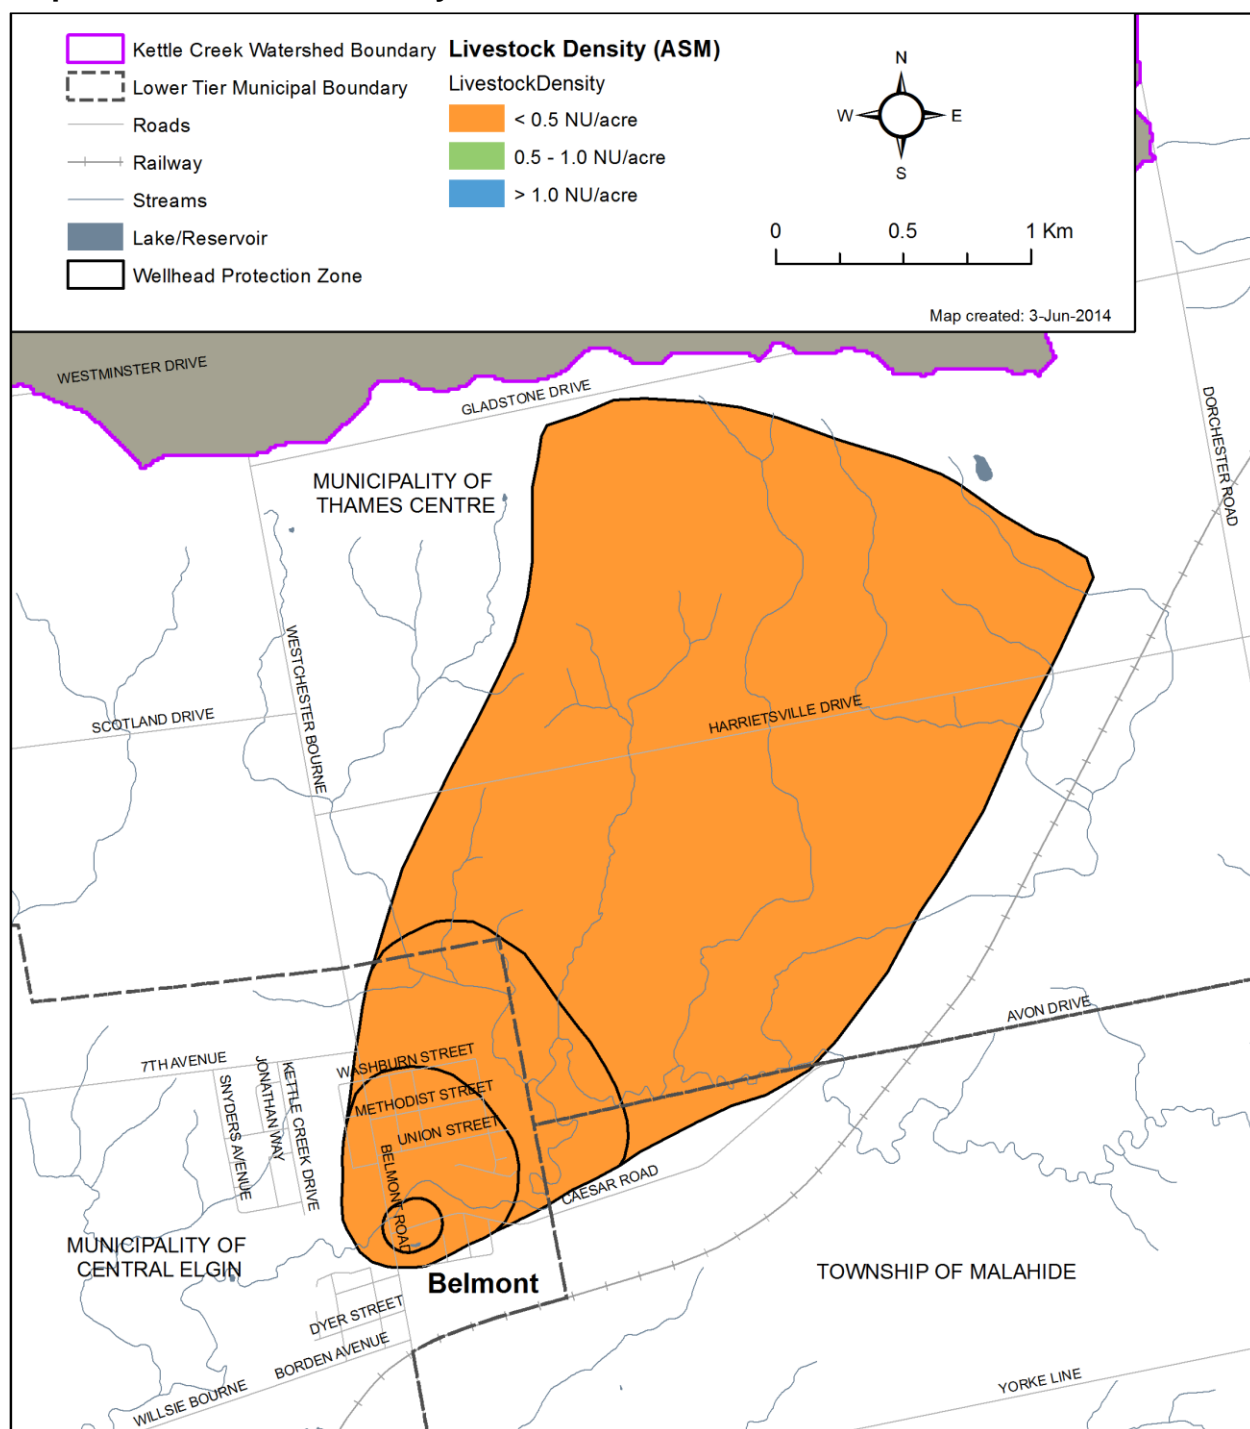 Kettle Creek Watershed Boundary
Lower Tier Municipal Boundary
Roads
Railway
Streams
Lake/Reservoir
Wellhead Protection Zone
Livestock Density (ASM)
LivestockDensity
< 0.5 NU/acre
0.5 - 1.0 NU/acre
> 1.0 NU/acre
N
W
E
S
0
0.5
1 Km
Map created: 3-Jun-2014
WESTMINSTER DRIVE
GLADSTONE DRIVE
DORCHESTER ROAD
MUNICIPALITY OF
THAMES CENTRE
WESTCHESTER BOURNE
SCOTLAND DRIVE
HARRIETSVILLE DRIVE
AVON DRIVE
7TH AVENUE
WASHBURN STREET
SNYDERS AVENUE
JONATHAN WAY
KETTLE CREEK DRIVE
METHODIST STREET
UNION STREET
BELMONT ROAD
CAESAR ROAD
MUNICIPALITY OF
CENTRAL ELGIN
Belmont
TOWNSHIP OF MALAHIDE
DYER STREET
BORDEN AVENUE
WILLSIE BOURNE
YORKE LINE